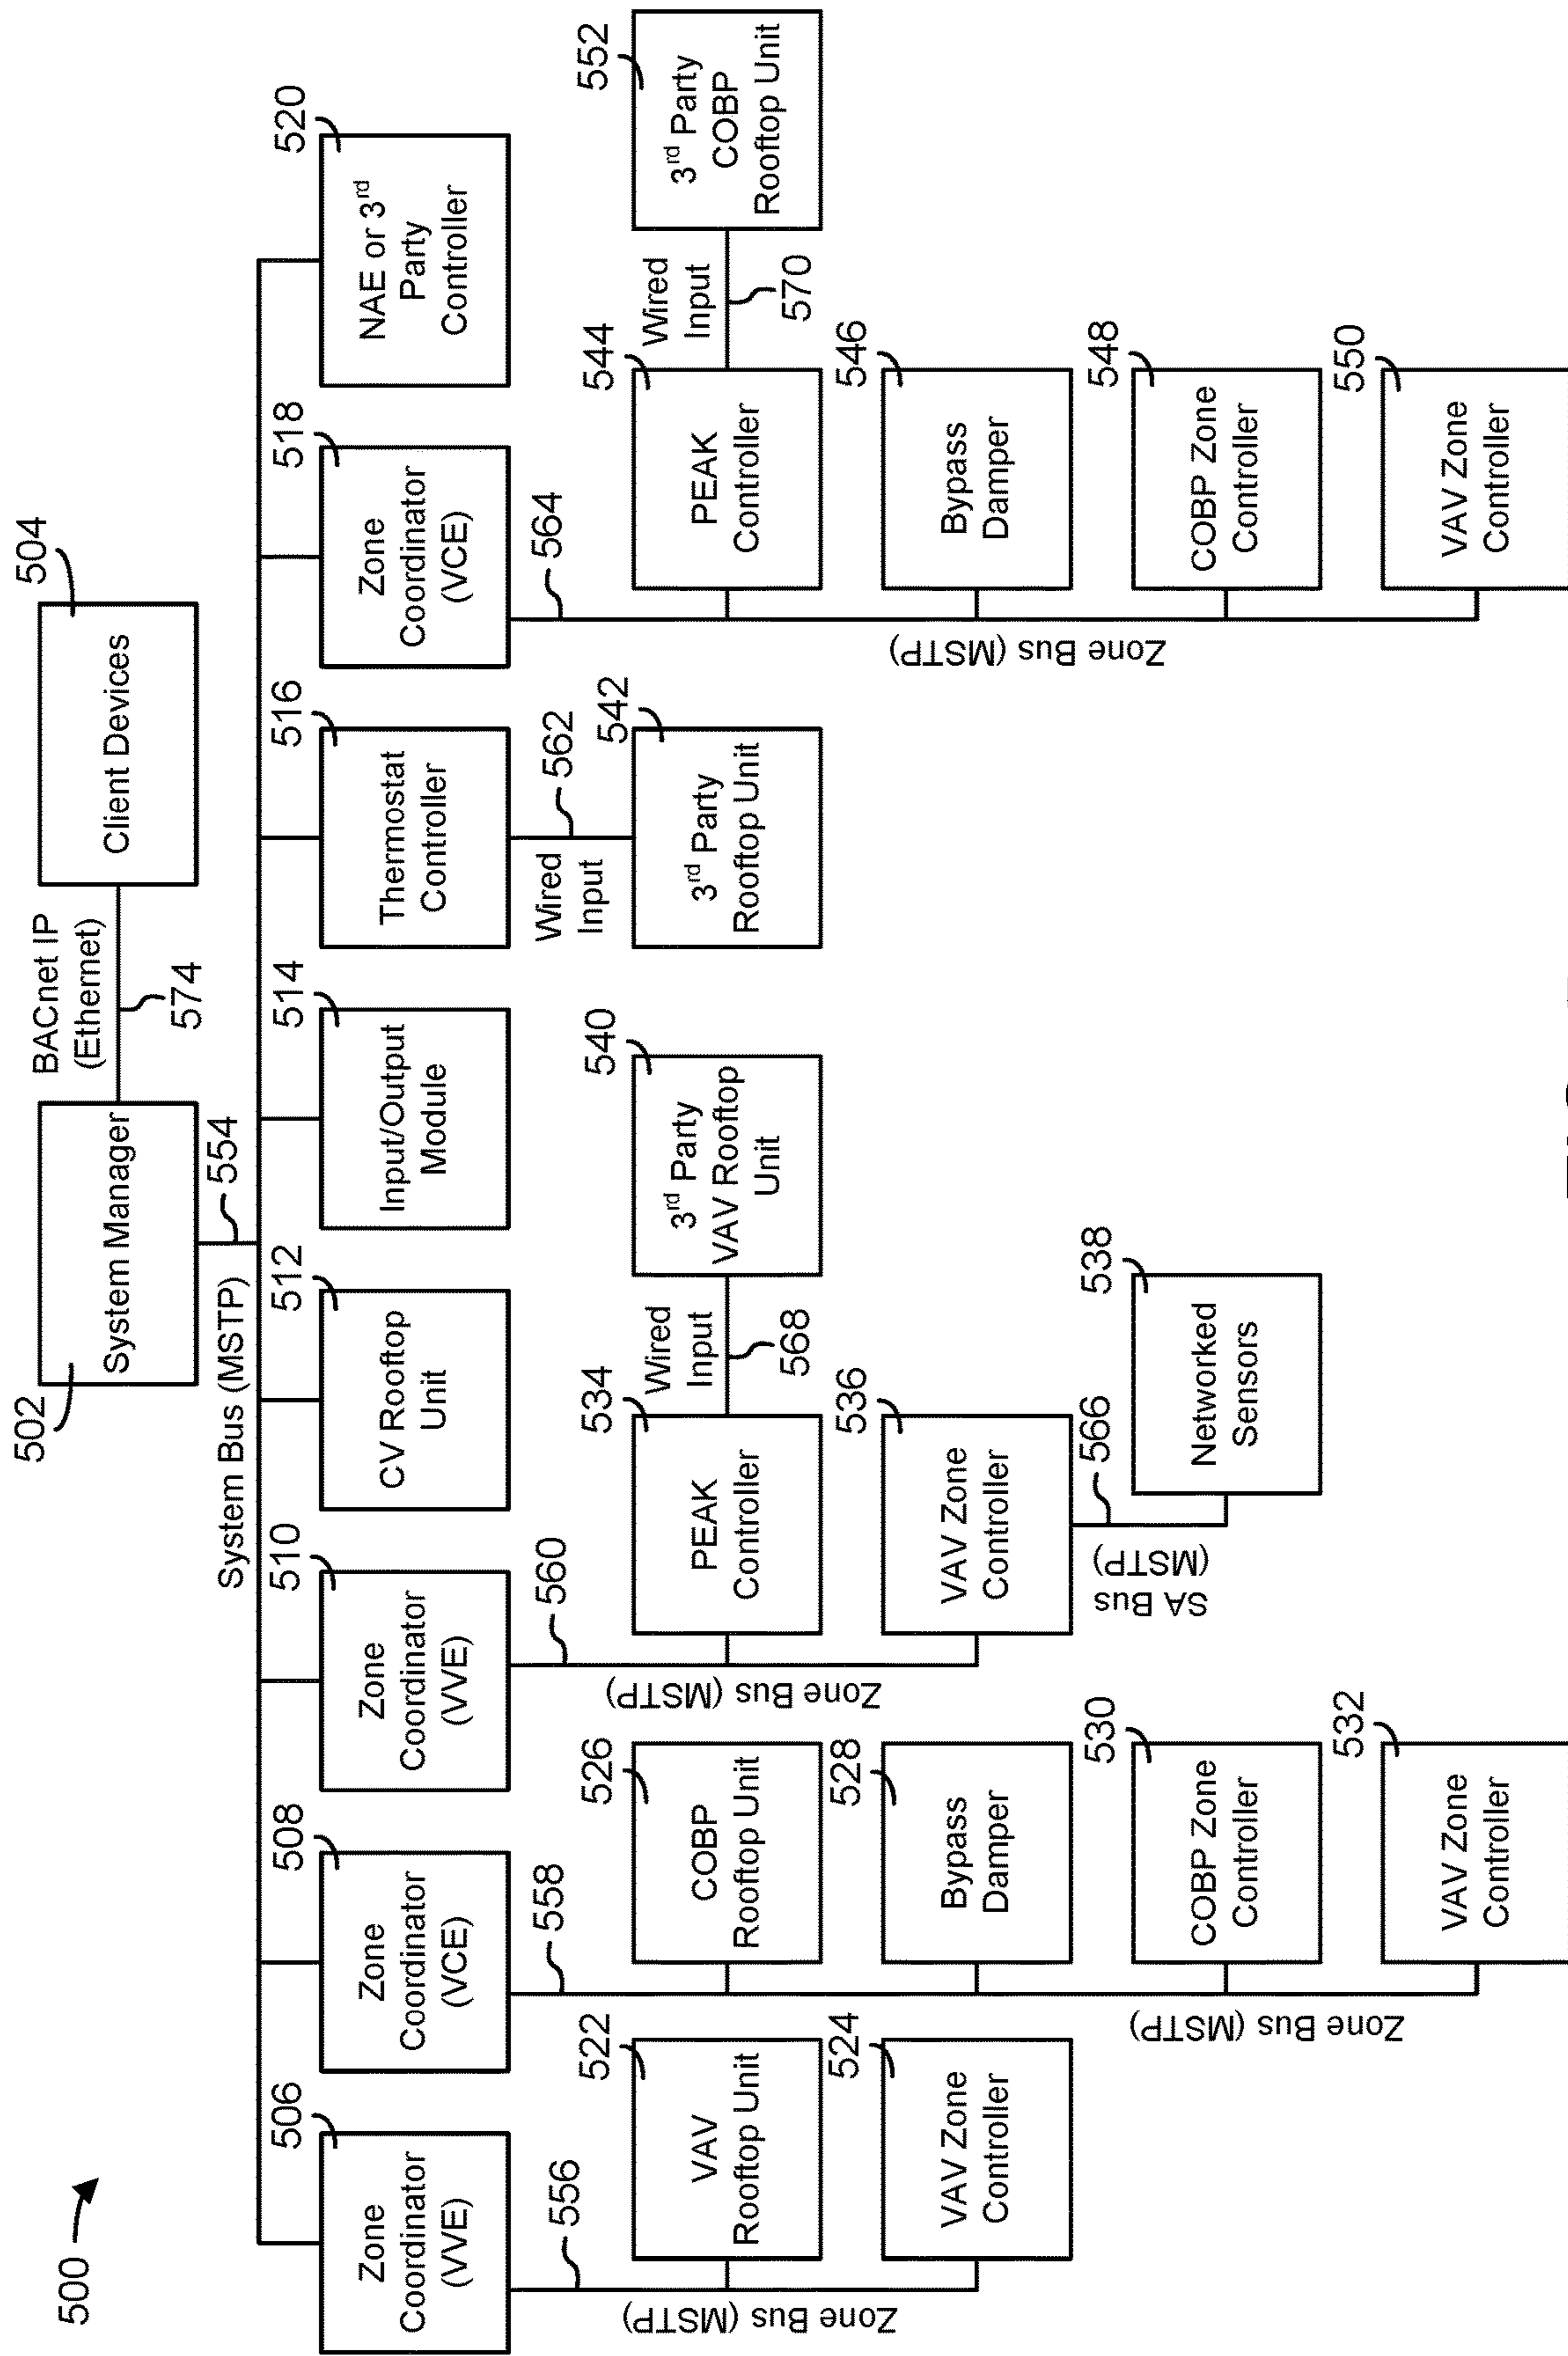 500
502
System Manager
BACnet IP
(Ethernet)
574
504
Client Devices
System Bus (MSTP)
554
506
Zone
Coordinator
(VVE)
508
Zone
Coordinator
(VCE)
510
Zone
Coordinator
(VVE)
512
CV Rooftop
Unit
514
Input/Output
Module
516
Thermostat
Controller
518
Zone
Coordinator
(VCE)
520
NAE or 3rd
Party
Controller
556
Zone Bus (MSTP)
522
VAV
Rooftop Unit
524
VAV Zone
Controller
558
Zone Bus (MSTP)
526
COBP
Rooftop Unit
528
Bypass
Damper
530
COBP Zone
Controller
532
VAV Zone
Controller
560
Zone Bus (MSTP)
534
PEAK
Controller
Wired
Input
568
540
3rd Party
VAV Rooftop
Unit
536
VAV Zone
Controller
566
SA Bus
(MSTP)
538
Networked
Sensors
Wired
Input
562
542
3rd Party
Rooftop Unit
564
Zone Bus (MSTP)
544
PEAK
Controller
Wired
Input
570
552
3rd Party
COBP
Rooftop Unit
546
Bypass
Damper
548
COBP Zone
Controller
550
VAV Zone
Controller